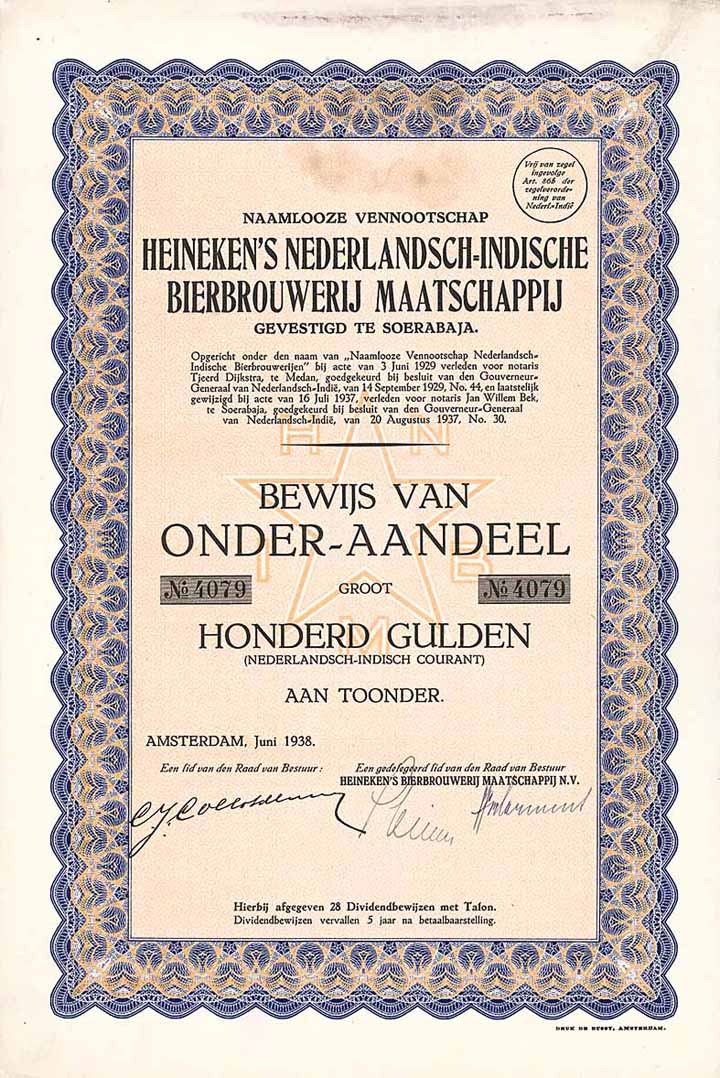 Vrij van zegel
ingevolge
Art. 86b der
zegelverorde-
ning van
Nederl.-Indië
NAAMLOOZE VENNOOTSCHAP
HEINEKEN'S NEDERLANDSCH-INDISCHE
BIERBROUWERIJ MAATSCHAPPIJ
GEVESTIGD TE SOERABAJA.
Opgericht onder den naam van „Naamlooze Vennootschap Nederlandsch-
Indische Bierbrouwerijen" bij acte van 3 Juni 1929 verleden voor notaris
Tjeerd Dijkstra, te Medan, goedgekeurd bij besluit van den Gouverneur-
Generaal van Nederlandsch-Indië, van 14 September 1929, No. 44, en laatstelijk
gewijzigd bij acte van 16 Juli 1937, verleden voor notaris Jan Willem Bek,
te Soerabaja, goedgekeurd bij besluit van den Gouverneur-Generaal
van Nederlandsch-Indië, van 20 Augustus 1937, No. 30.
H N
BEWIJS VAN
ONDER-AANDEEL
I B
No 4079 GROOT No 4079
M
HONDERD GULDEN
(NEDERLANDSCH-INDISCH COURANT)
AAN TOONDER.
AMSTERDAM, Juni 1938.
Een lid van den Raad van Bestuur: Een gedelegeerd lid van den Raad van Bestuur
HEINEKEN'S BIERBROUWERIJ MAATSCHAPPIJ N.V.
Hierbij afgegeven 28 Dividendbewijzen met Talon.
Dividendbewijzen vervallen 5 jaar na betaalbaarstelling.
DRUK DE BUSSY, AMSTERDAM.